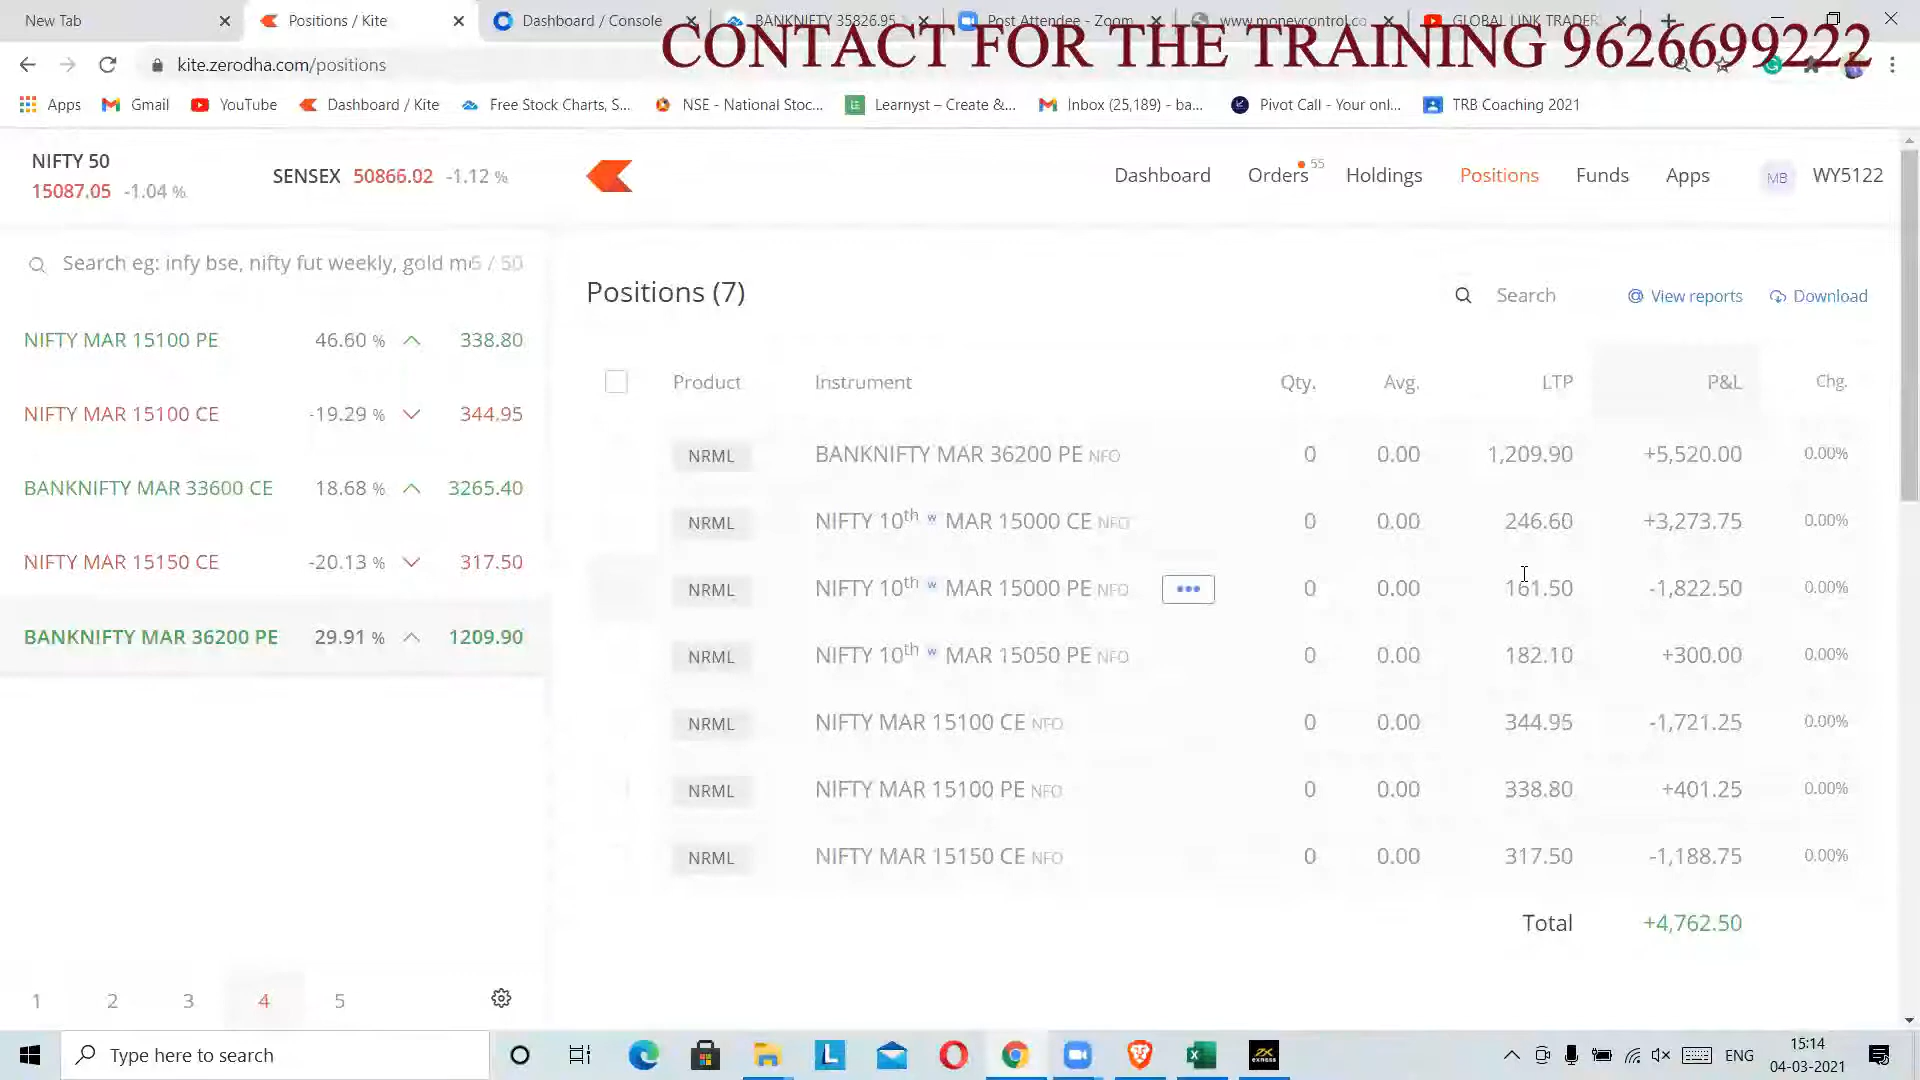 New Tab
Positions / Kite
Dashboard / Console
BANKNIFTY 35826.95
Post Attendee - Zoom
www.moneycontrol.co
GLOBAL LINK TRADER
CONTACT FOR THE TRAINING 9626699222
kite.zerodha.com/positions
Apps
Gmail
YouTube
Dashboard / Kite
Free Stock Charts, S...
NSE - National Stoc...
Learnyst – Create &...
Inbox (25,189) - ba...
Pivot Call - Your onl...
TRB Coaching 2021
NIFTY 50
15087.05 -1.04 %
SENSEX 50866.02 -1.12 %
Dashboard
Orders 55
Holdings
Positions
Funds
Apps
MB
WY5122
Search eg: infy bse, nifty fut weekly, gold m 5 / 50
NIFTY MAR 15100 PE 46.60 % 338.80
NIFTY MAR 15100 CE -19.29 % 344.95
BANKNIFTY MAR 33600 CE 18.68 % 3265.40
NIFTY MAR 15150 CE -20.13 % 317.50
BANKNIFTY MAR 36200 PE 29.91 % 1209.90
1 2 3 4 5
Positions (7)
Search
View reports
Download
Product Instrument Qty. Avg. LTP P&L Chg.
NRML BANKNIFTY MAR 36200 PE NFO 0 0.00 1,209.90 +5,520.00 0.00%
NRML NIFTY 10th w MAR 15000 CE NFO 0 0.00 246.60 +3,273.75 0.00%
NRML NIFTY 10th w MAR 15000 PE NFO ••• 0 0.00 161.50 -1,822.50 0.00%
NRML NIFTY 10th w MAR 15050 PE NFO 0 0.00 182.10 +300.00 0.00%
NRML NIFTY MAR 15100 CE NFO 0 0.00 344.95 -1,721.25 0.00%
NRML NIFTY MAR 15100 PE NFO 0 0.00 338.80 +401.25 0.00%
NRML NIFTY MAR 15150 CE NFO 0 0.00 317.50 -1,188.75 0.00%
Total +4,762.50
Type here to search
L
ENG
15:14
04-03-2021